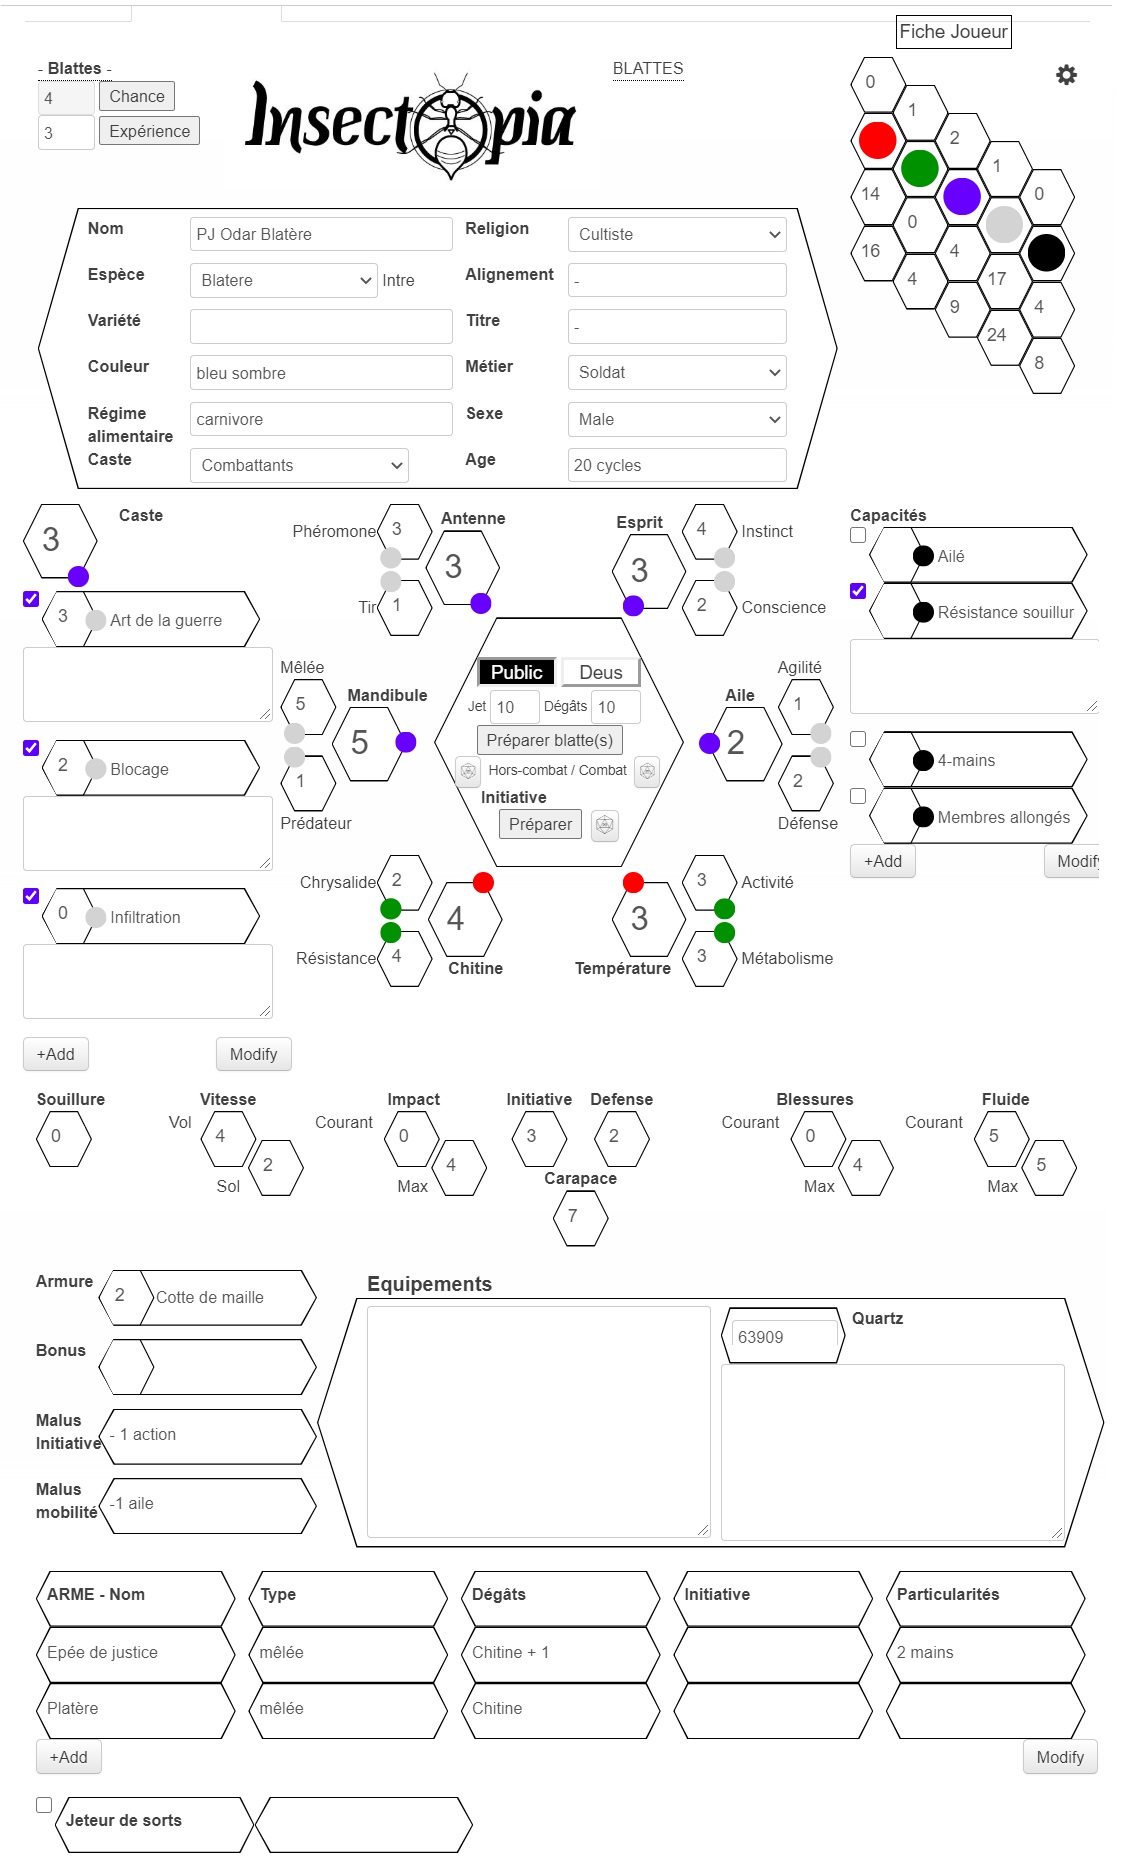 Fiche Joueur
- Blattes -
BLATTES
4 Chance
3 Expérience
Insectopia
0
1
2
1
0
14
0
4
17
4
16
4
9
24
8
Nom PJ Odar Blatère Religion Cultiste
Espèce Blatere Intre Alignement -
Variété Titre -
Couleur bleu sombre Métier Soldat
Régime alimentaire carnivore Sexe Male
Caste Combattants Age 20 cycles
3 Caste
3 Art de la guerre
2 Blocage
0 Infiltration
+Add Modify
Phéromone 3 Antenne
3
Tir 1
Esprit 4 Instinct
3
2 Conscience
Mêlée
5 Mandibule
5
1
Prédateur
Public Deus
Jet 10 Dégâts 10
Préparer blatte(s)
Hors-combat / Combat
Initiative
Préparer
Agilité
Aile 1
2
2
Défense
Chrysalide 2
4
Résistance 4 Chitine
3 Activité
3
Température 3 Métabolisme
Capacités
Ailé
Résistance souillur
4-mains
Membres allongés
+Add Modify
Souillure Vitesse Impact Initiative Defense Blessures Fluide
0 Vol 4 Courant 0 3 2 Courant 0 Courant 5
Sol 2 Max 4 Max 4 Max 5
Carapace
7
Armure 2 Cotte de maille
Bonus
Malus Initiative - 1 action
Malus mobilité -1 aile
Equipements
63909 Quartz
ARME - Nom Type Dégâts Initiative Particularités
Epée de justice mêlée Chitine + 1 2 mains
Platère mêlée Chitine
+Add Modify
Jeteur de sorts